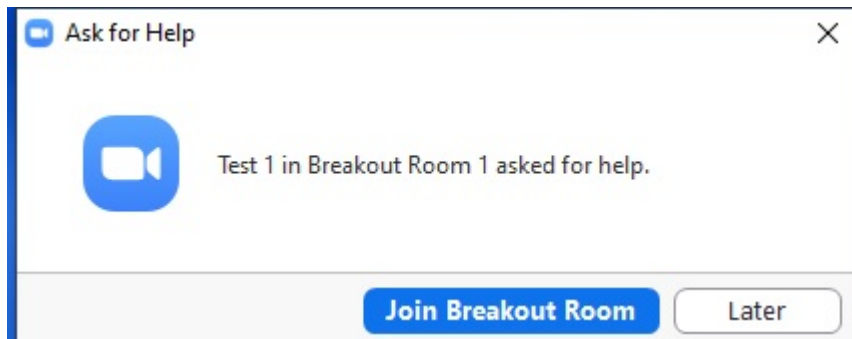 Ask for Help
Test 1 in Breakout Room 1 asked for help.
Join Breakout Room
Later